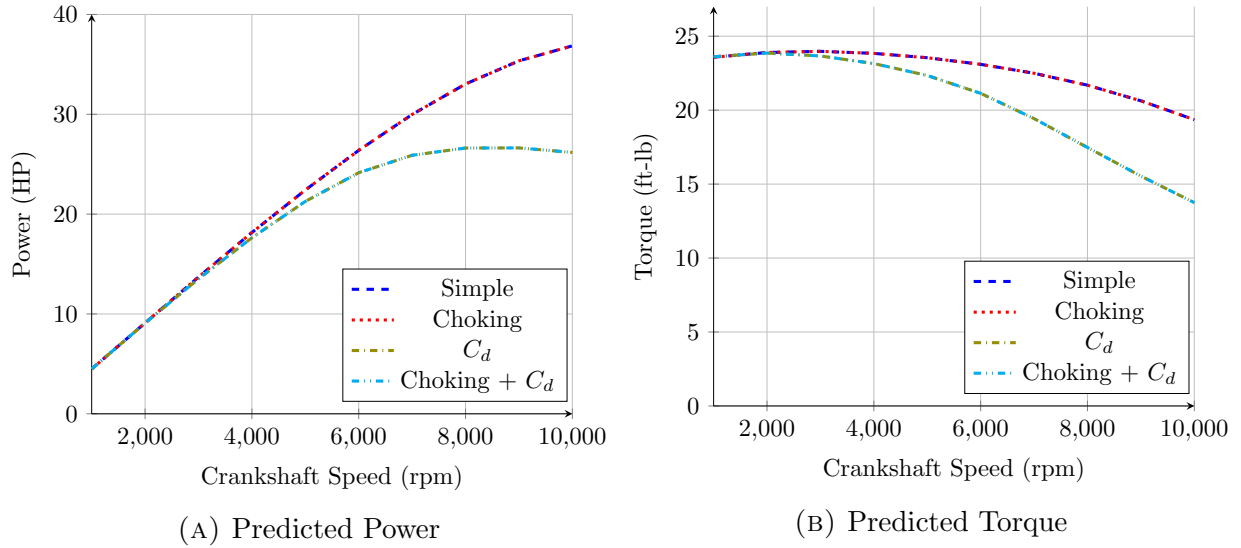 40
30
20
10
0
Power (HP)
Simple
Choking
C_d
Choking + C_d
2,000 4,000 6,000 8,000 10,000
Crankshaft Speed (rpm)
(A) Predicted Power
25
20
15
10
5
0
Torque (ft-lb)
Simple
Choking
C_d
Choking + C_d
2,000 4,000 6,000 8,000 10,000
Crankshaft Speed (rpm)
(B) Predicted Torque